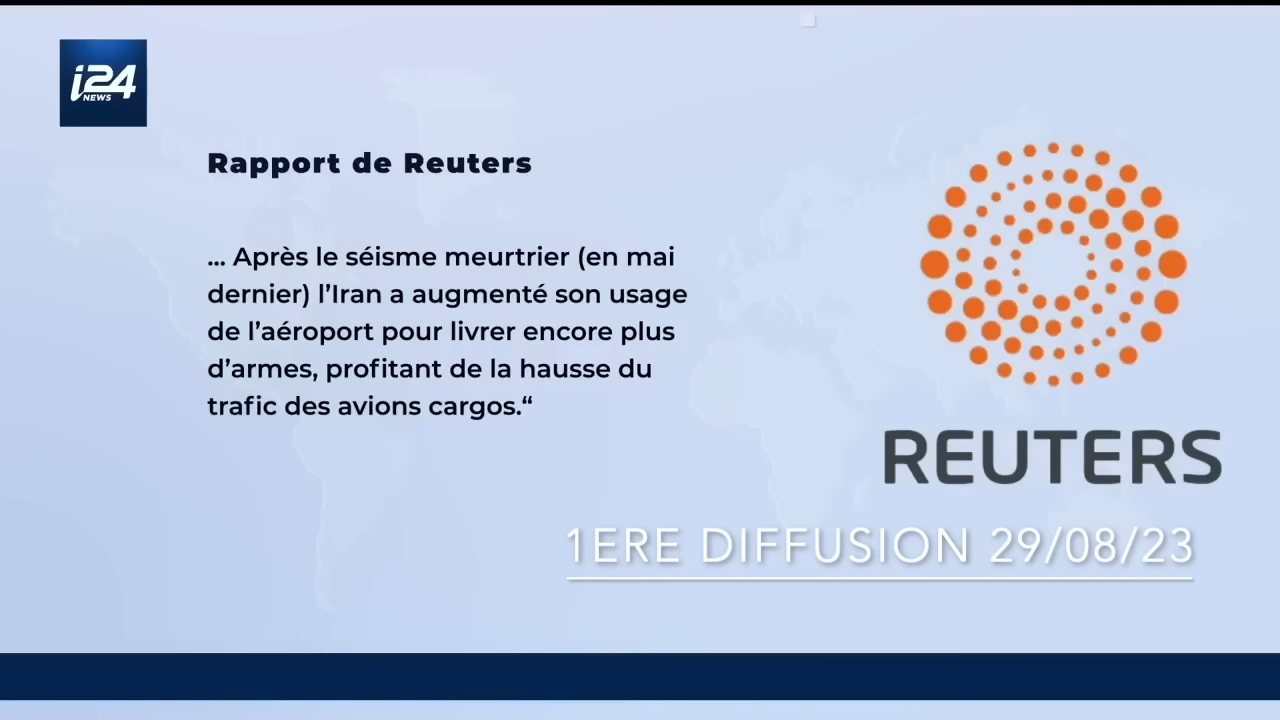 i24
NEWS
Rapport de Reuters
... Après le séisme meurtrier (en mai
dernier) l’Iran a augmenté son usage
de l’aéroport pour livrer encore plus
d’armes, profitant de la hausse du
trafic des avions cargos.“
REUTERS
1ERE DIFFUSION 29/08/23